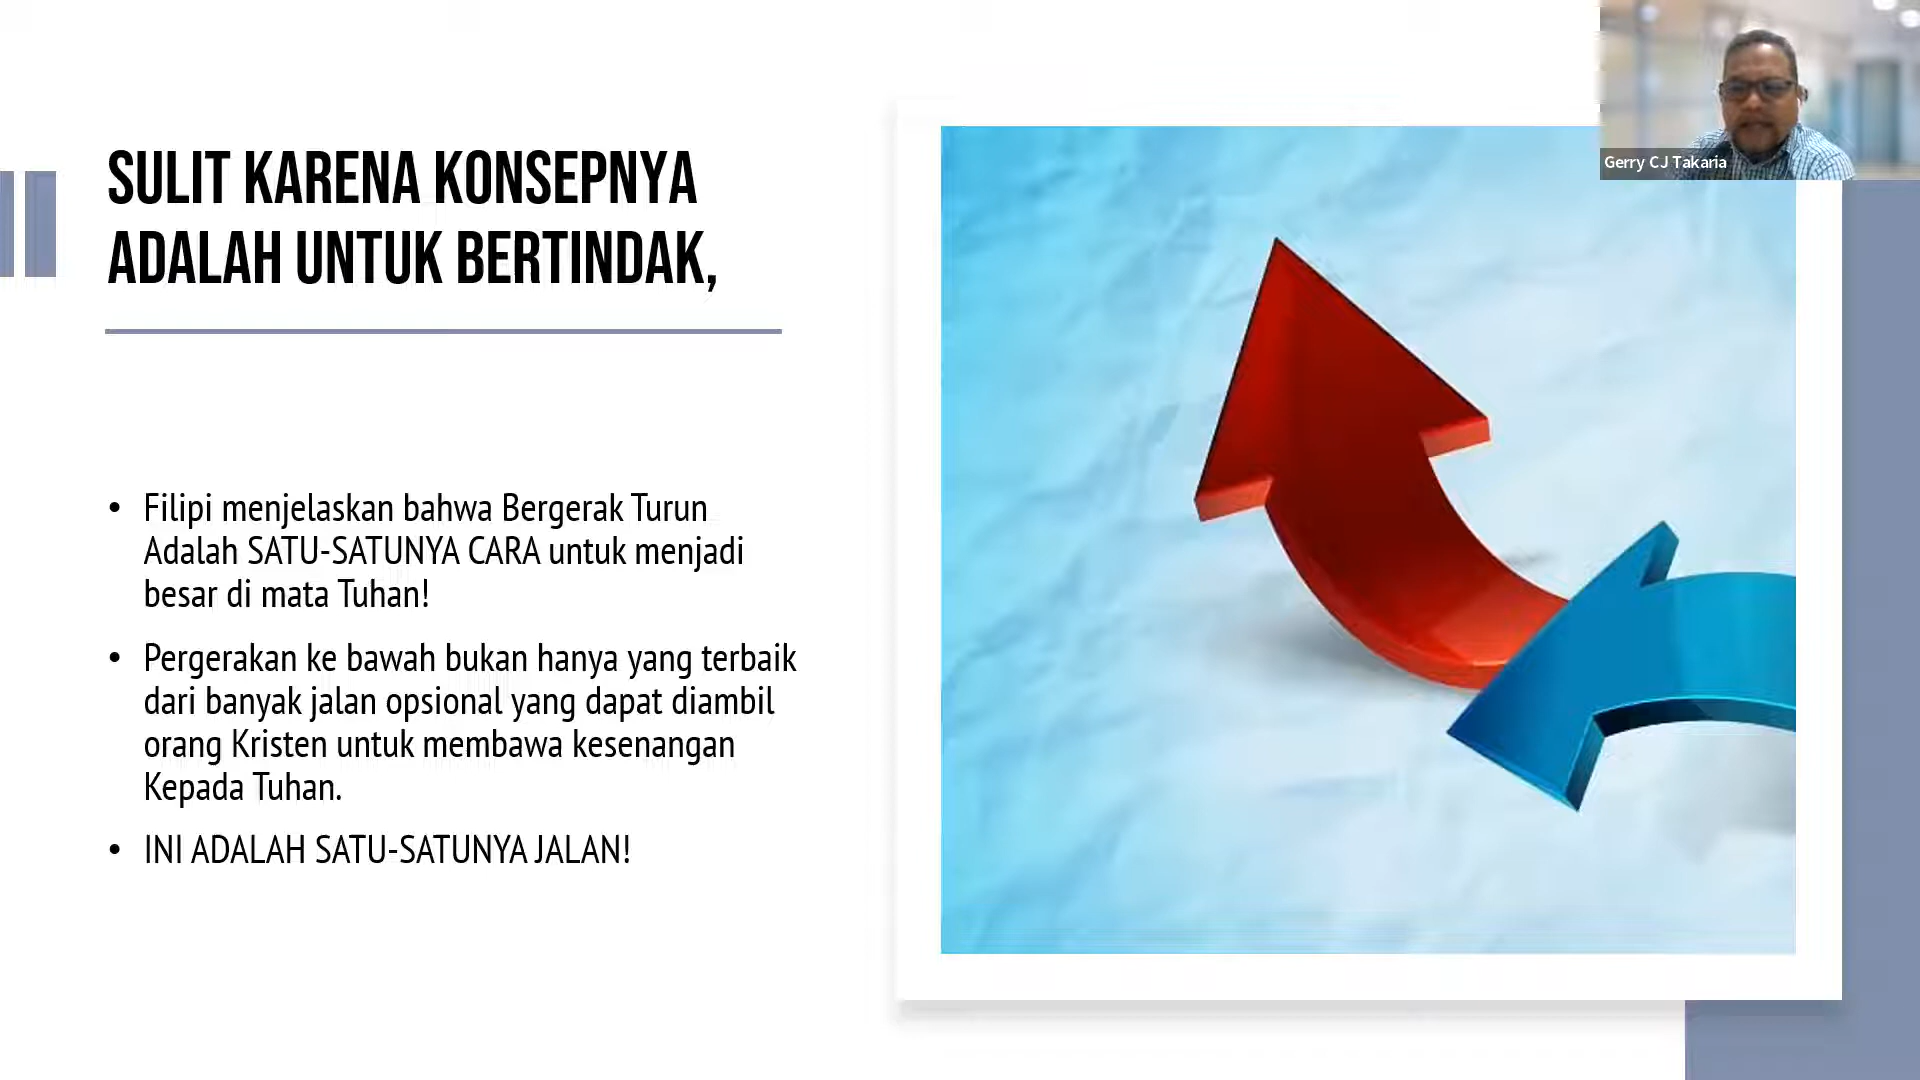 SULIT KARENA KONSEPNYA
ADALAH UNTUK BERTINDAK,
• Filipi menjelaskan bahwa Bergerak Turun
Adalah SATU-SATUNYA CARA untuk menjadi
besar di mata Tuhan!
• Pergerakan ke bawah bukan hanya yang terbaik
dari banyak jalan opsional yang dapat diambil
orang Kristen untuk membawa kesenangan
Kepada Tuhan.
• INI ADALAH SATU-SATUNYA JALAN!
Gerry CJ Takaria